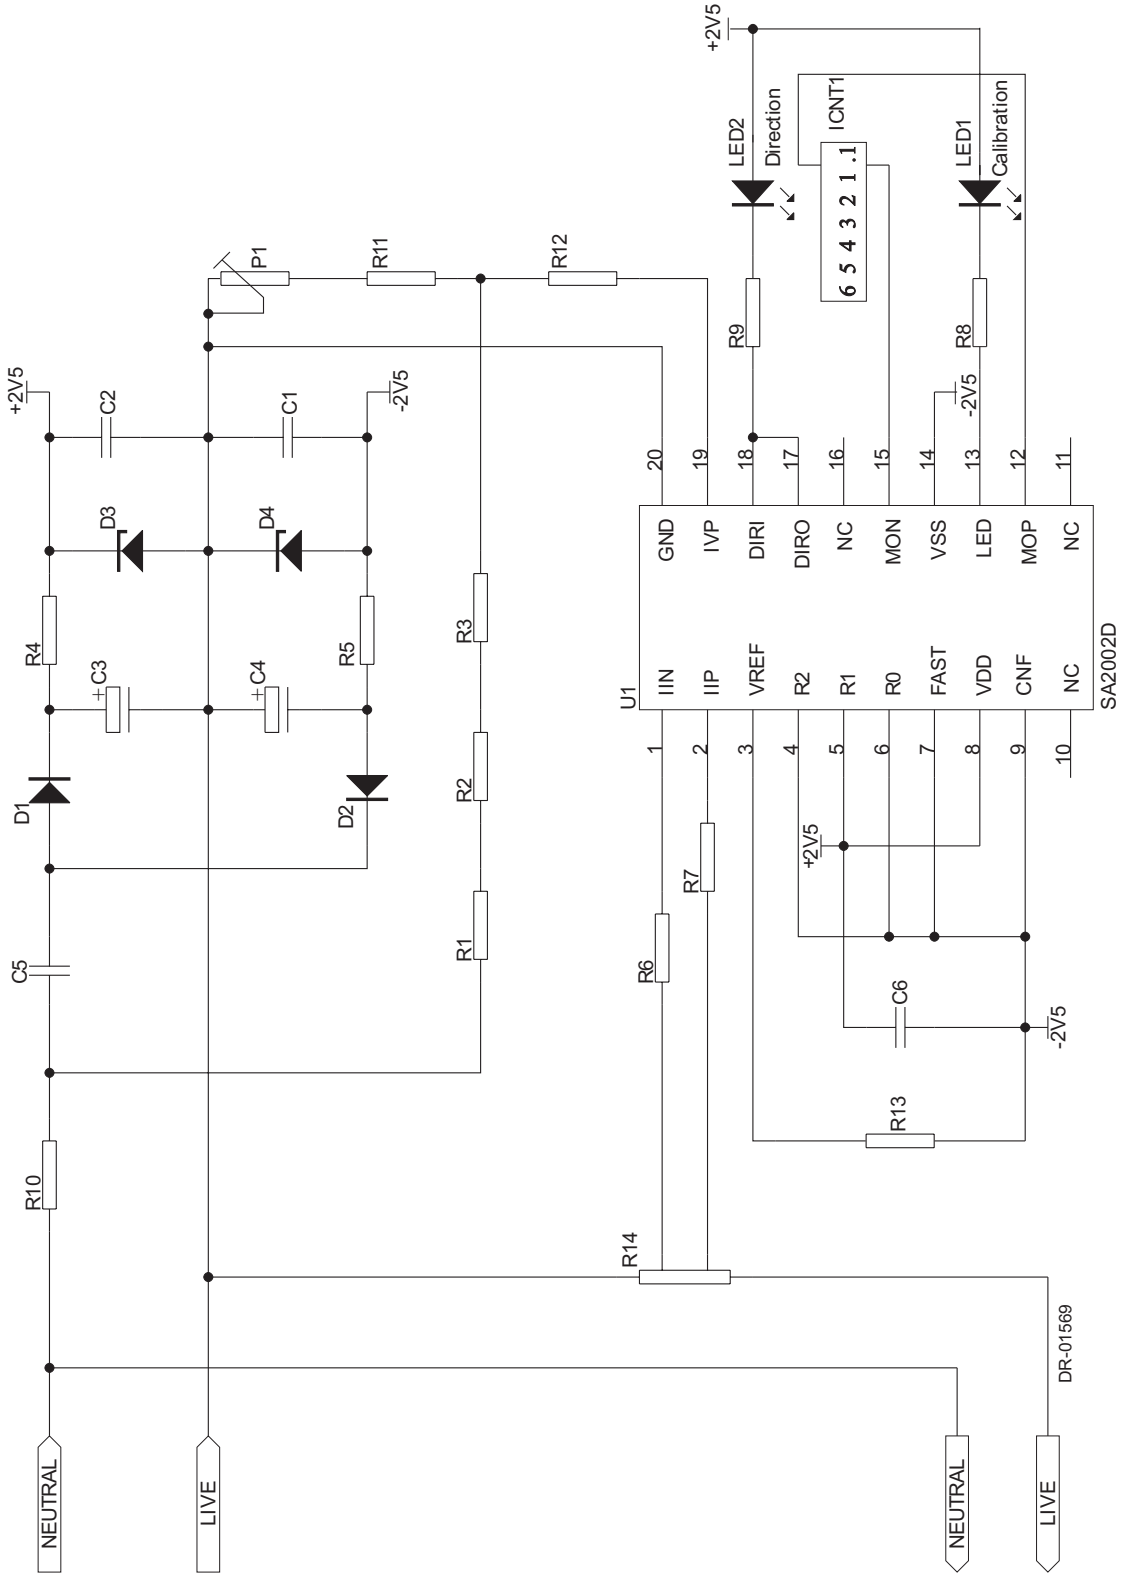 NEUTRAL
LIVE
NEUTRAL
LIVE
DR-01569
R10
C5
D1
D2
+
C3
+
C4
R4
R5
D3
D4
C2
C1
+2V5
-2V5
P1
R11
R12
R1
R2
R3
R14
R6
R7
R13
C6
+2V5
-2V5
U1
SA2002D
1 IIN
2 IIP
3 VREF
4 R2
5 R1
6 R0
7 FAST
8 VDD
9 CNF
10 NC
GND 20
IVP 19
DIRI 18
DIRO 17
NC 16
MON 15
VSS 14
LED 13
MOP 12
NC 11
-2V5
R9
R8
LED2
Direction
ICNT1
6 5 4 3 2 1 .1
LED1
Calibration
+2V5